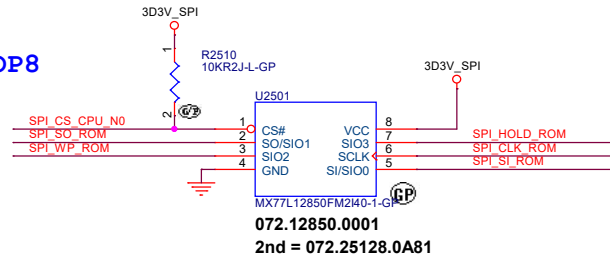 3D3V_SPI
OP8
1
R2510
10KR2J-L-GP
2
GP
3D3V_SPI
U2501
SPI_CS_CPU_N0
1
CS#
VCC
8
SPI_SO_ROM
2
SO/SIO1
SIO3
7
SPI_HOLD_ROM
SPI_WP_ROM
3
SIO2
SCLK
6
SPI_CLK_ROM
4
GND
SI/SIO0
5
SPI_SI_ROM
MX77L12850FM2I40-1-GP
GP
072.12850.0001
2nd = 072.25128.0A81